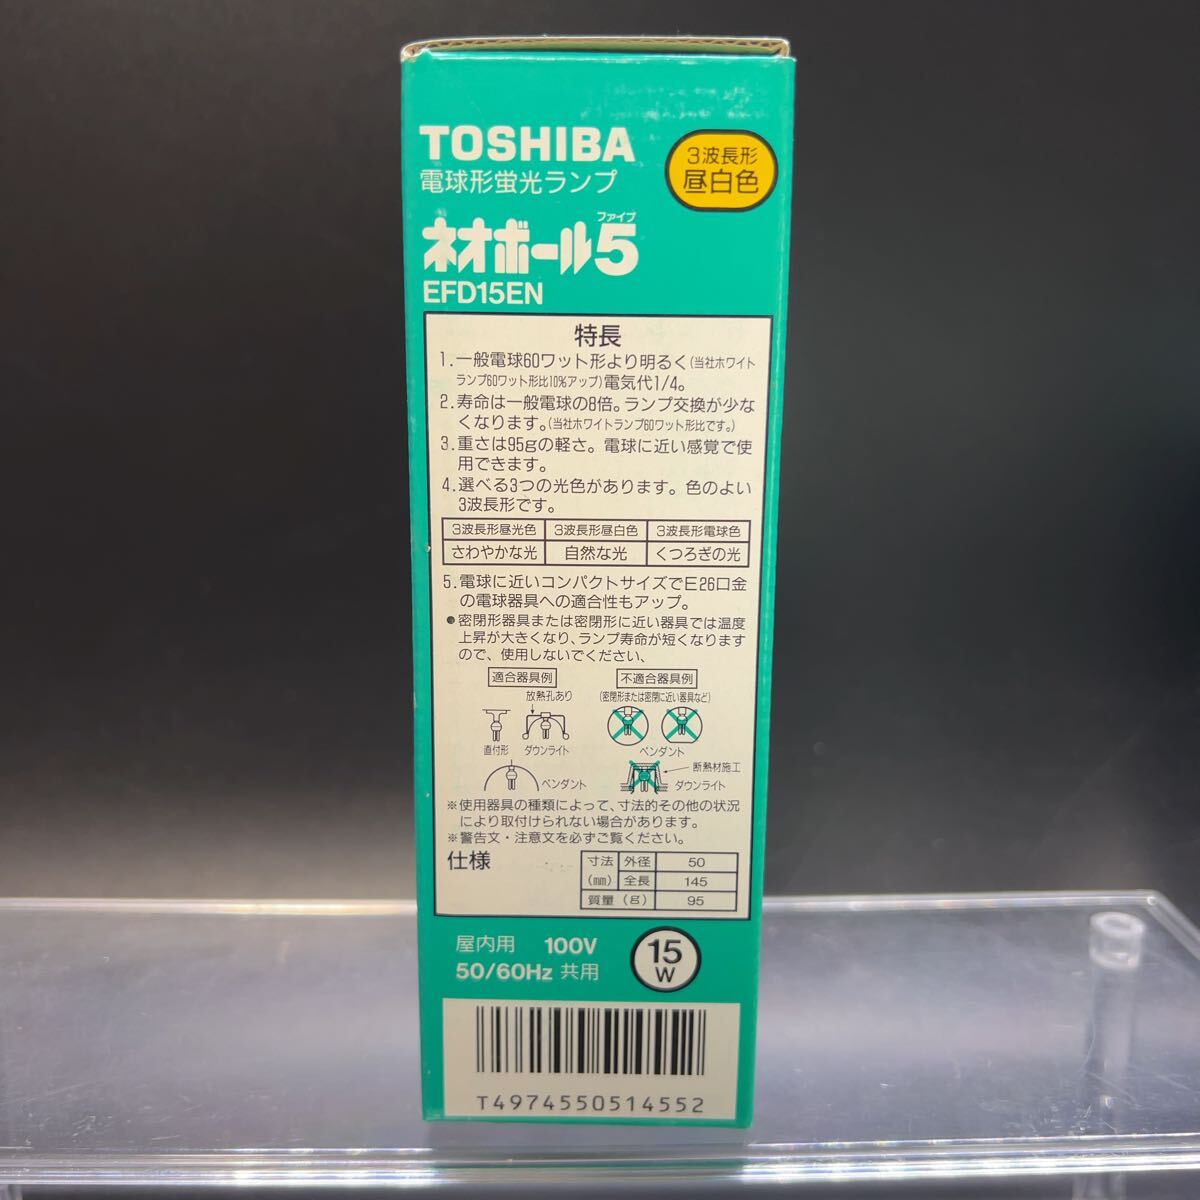 TOSHIBA
電球形蛍光ランプ
3波長形
昼白色
ファイブ
ネオボール5
EFD15EN
特長
1.一般電球60ワット形より明るく(当社ホワイト
ランプ60ワット形比10%アップ)電気代1/4。
2.寿命は一般電球の8倍。ランプ交換が少な
くなります。(当社ホワイトランプ60ワット形比です。)
3.重さは95gの軽さ。電球に近い感覚で使
用できます。
4.選べる3つの光色があります。色のよい
3波長形です。
3波長形昼光色 3波長形昼白色 3波長形電球色
さわやかな光 自然な光 くつろぎの光
5.電球に近いコンパクトサイズでE26口金
の電球器具への適合性もアップ。
●密閉形器具または密閉形に近い器具では温度
上昇が大きくなり、ランプ寿命が短くなります
ので、使用しないでください、
適合器具例 不適合器具例
放熱孔あり (密閉形または密閉に近い器具など)
直付形 ダウンライト ペンダント
断熱材施工
ペンダント ダウンライト
※使用器具の種類によって、寸法的その他の状況
により取付けられない場合があります。
※警告文・注意文を必ずご覧ください。
仕様
寸法 外径 50
(mm) 全長 145
質量(g) 95
屋内用 100V
50/60Hz 共用
15
W
T4974550514552